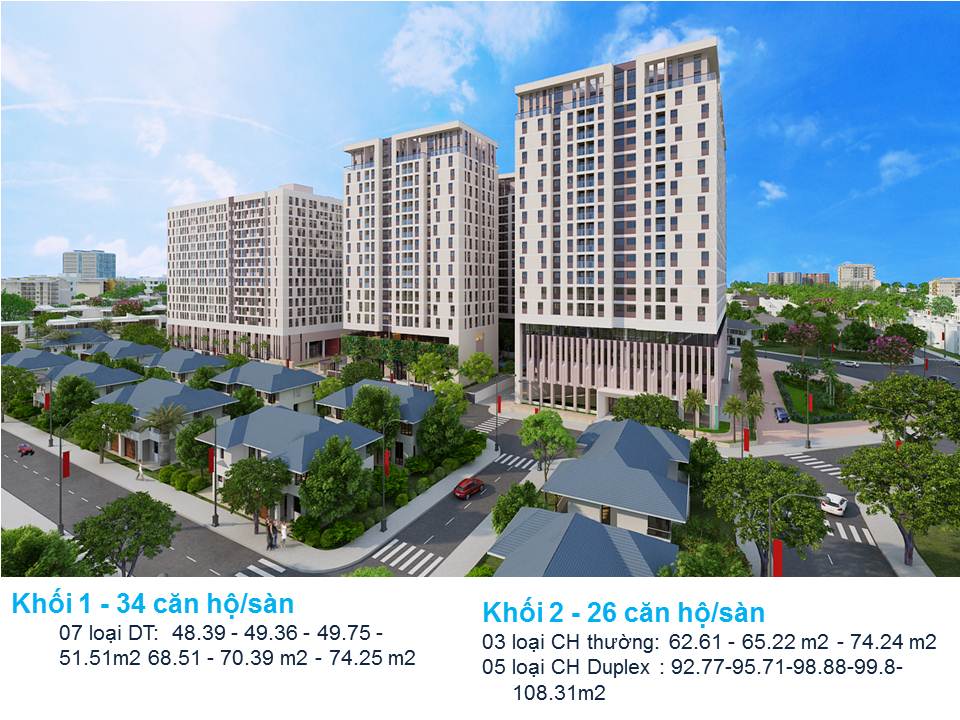 Khối 1 - 34 căn hộ/sàn
07 loại DT: 48.39 - 49.36 - 49.75 -
51.51m2 68.51 - 70.39 m2 - 74.25 m2
Khối 2 - 26 căn hộ/sàn
03 loại CH thường: 62.61 - 65.22 m2 - 74.24 m2
05 loại CH Duplex : 92.77-95.71-98.88-99.8-
108.31m2